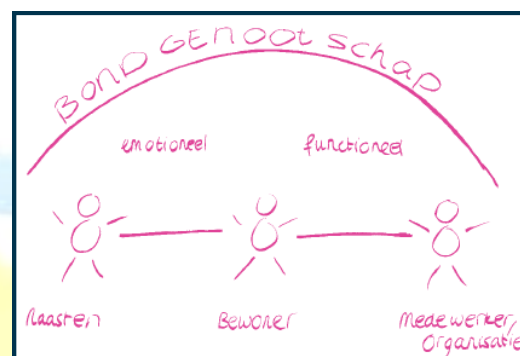 BONDGENOOTSCHAP
emotioneel functioneel
Naasten Bewoner Medewerker/
organisatie